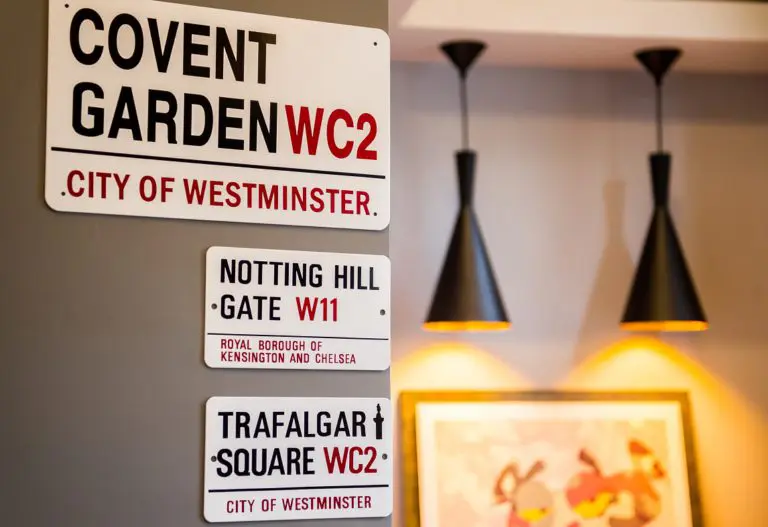 COVENT
GARDEN WC2
CITY OF WESTMINSTER
NOTTING HILL
GATE W11
ROYAL BOROUGH OF
KENSINGTON AND CHELSEA
TRAFALGAR
SQUARE WC2
CITY OF WESTMINSTER